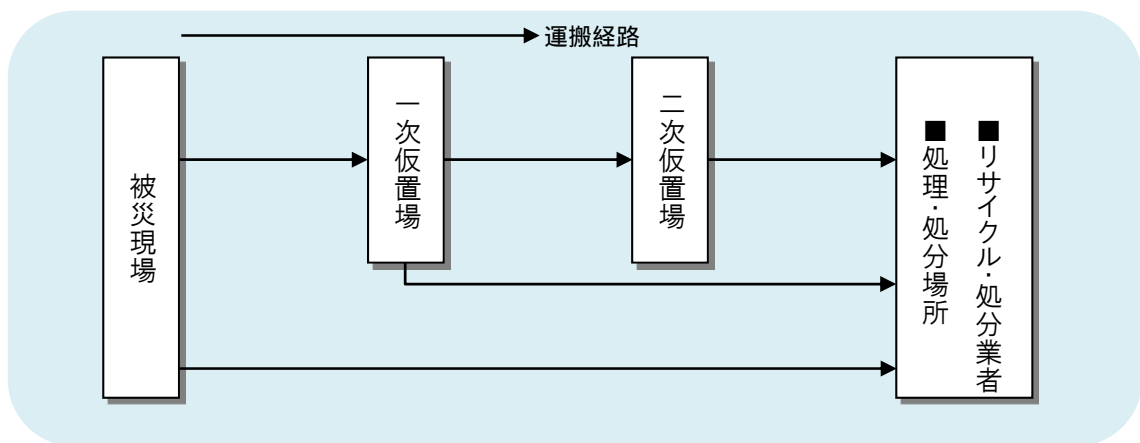 運搬経路
被災現場
一次仮置場
二次仮置場
■リサイクル・処分業者
■処理・処分場所